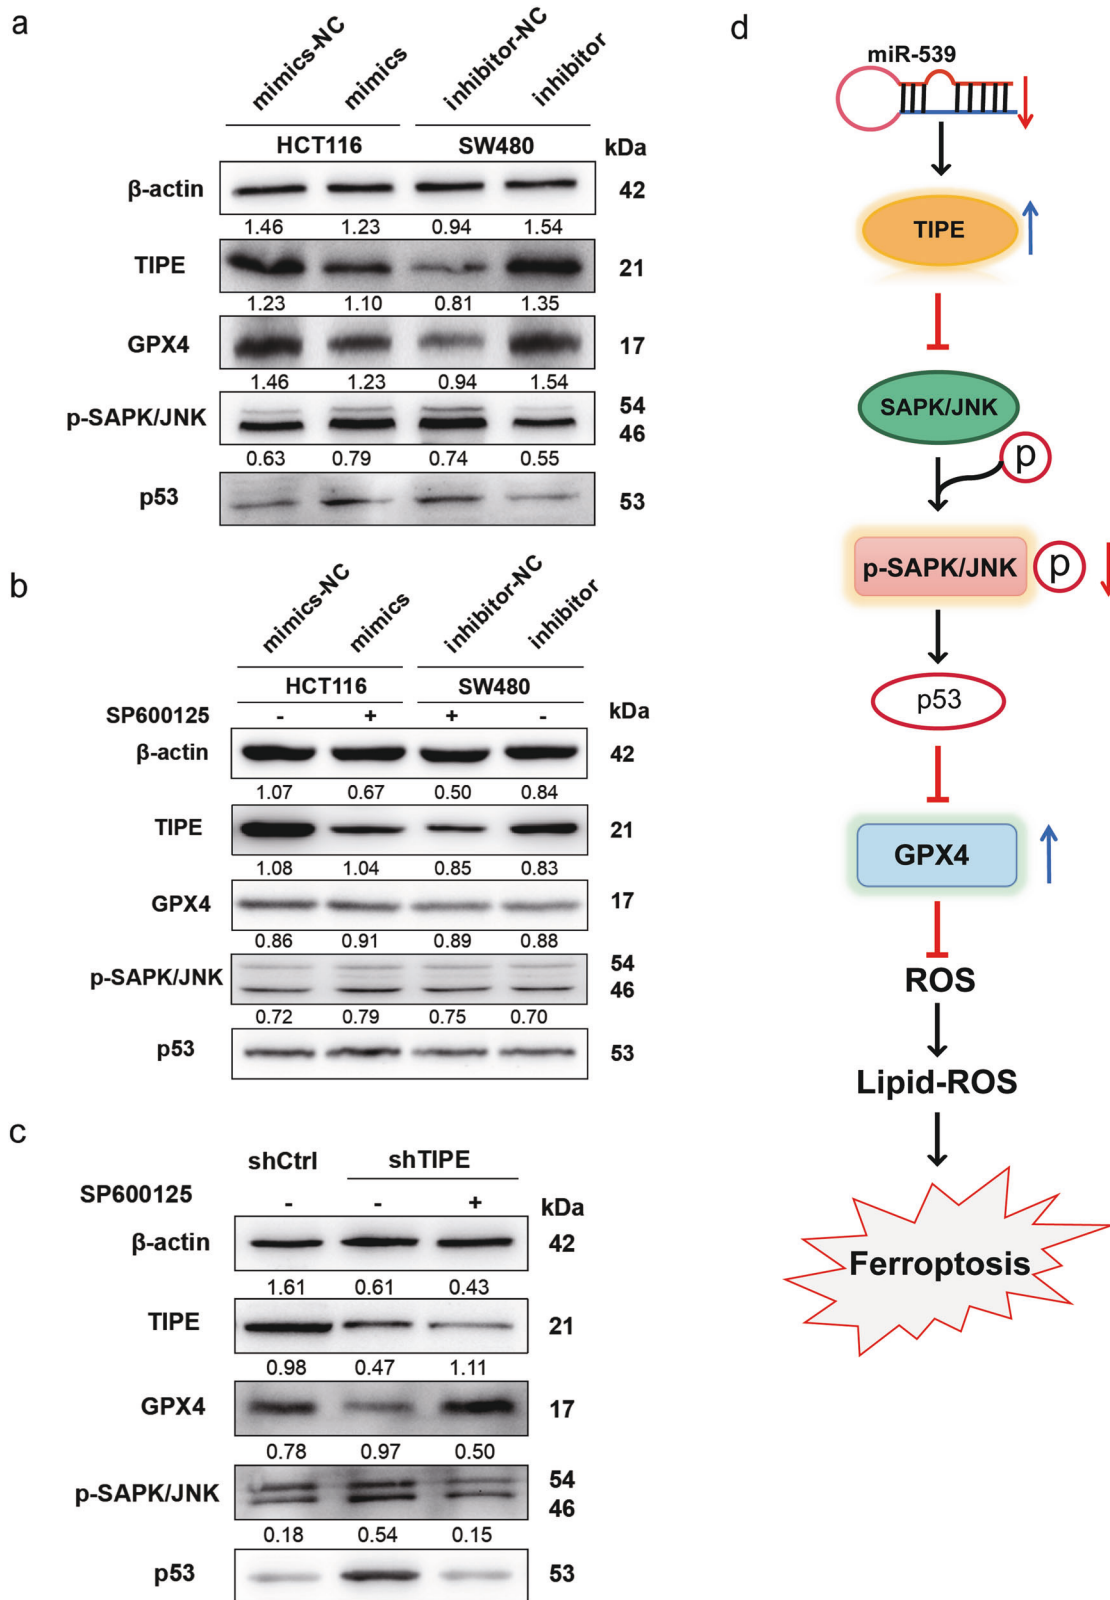 a
mimics-NC mimics inhibitor-NC inhibitor
HCT116 SW480 kDa
β-actin 42
1.46 1.23 0.94 1.54
TIPE 21
1.23 1.10 0.81 1.35
GPX4 17
1.46 1.23 0.94 1.54
p-SAPK/JNK 54
46
0.63 0.79 0.74 0.55
p53 53
b
mimics-NC mimics inhibitor-NC inhibitor
HCT116 SW480
SP600125 - + + - kDa
β-actin 42
1.07 0.67 0.50 0.84
TIPE 21
1.08 1.04 0.85 0.83
GPX4 17
0.86 0.91 0.89 0.88
p-SAPK/JNK 54
46
0.72 0.79 0.75 0.70
p53 53
c
shCtrl shTIPE
SP600125 - - + kDa
β-actin 42
1.61 0.61 0.43
TIPE 21
0.98 0.47 1.11
GPX4 17
0.78 0.97 0.50
p-SAPK/JNK 54
46
0.18 0.54 0.15
p53 53
d
miR-539
TIPE
SAPK/JNK
p
p-SAPK/JNK p
p53
GPX4
ROS
Lipid-ROS
Ferroptosis